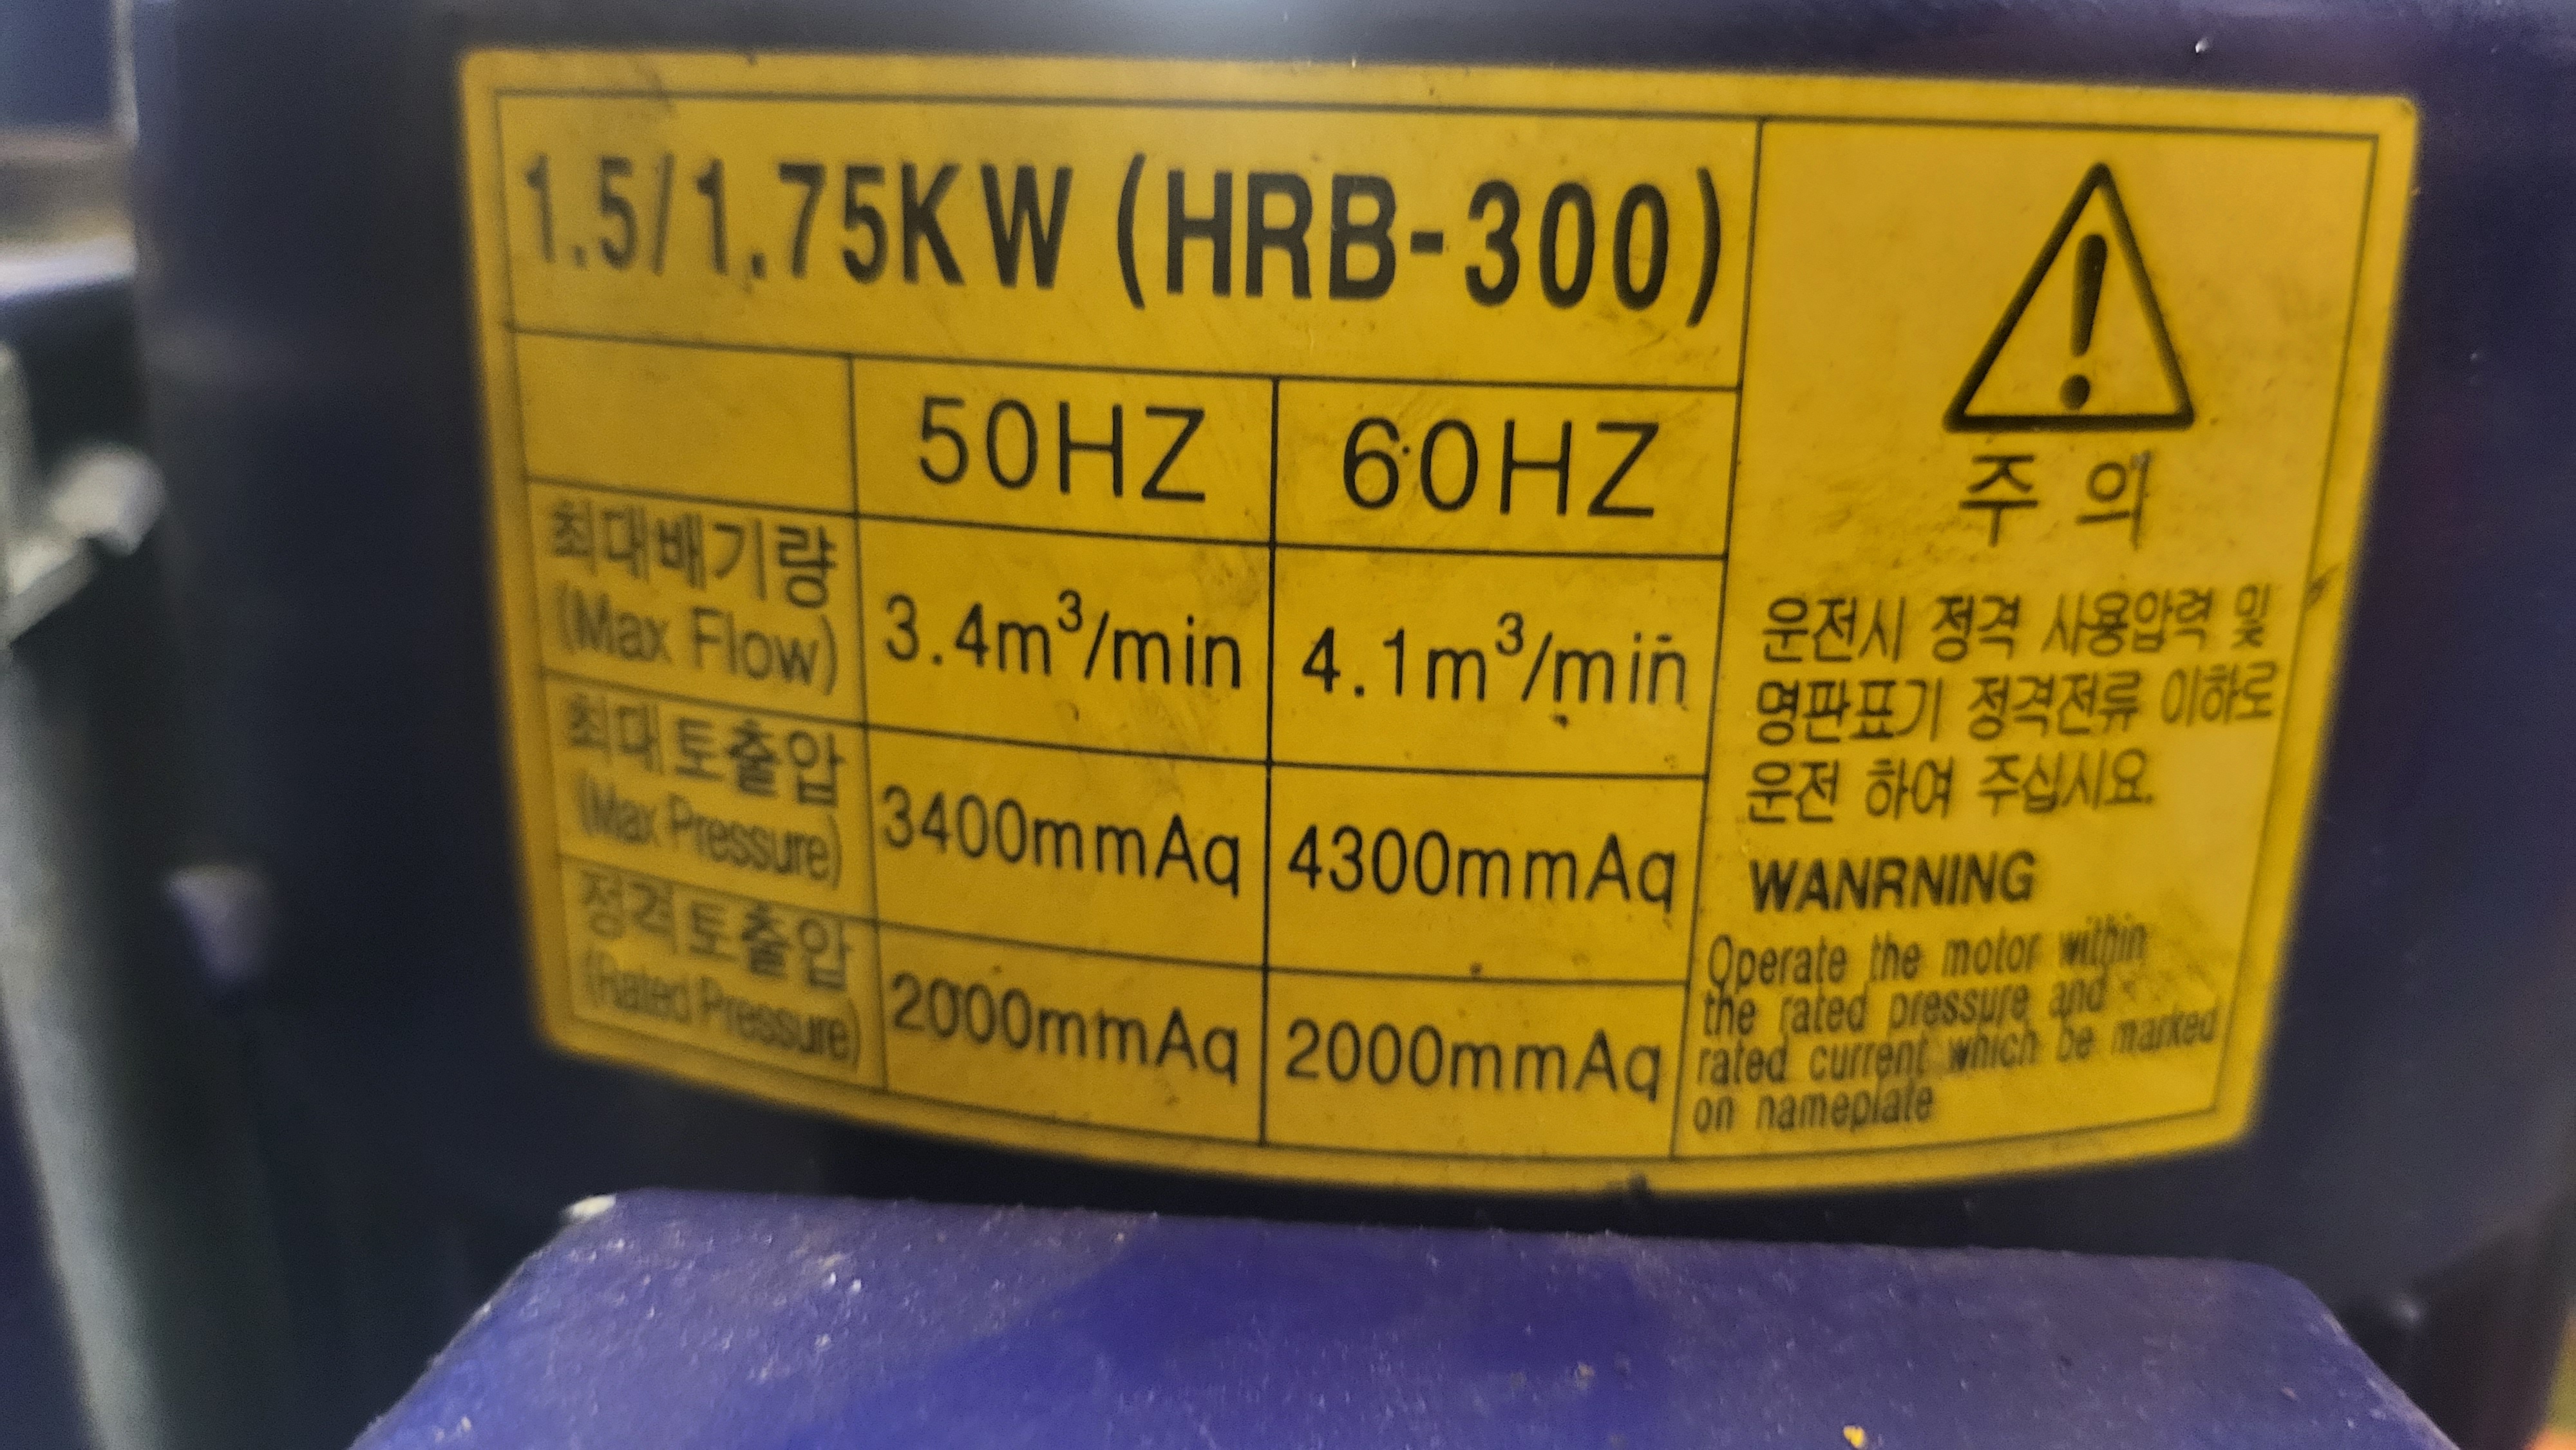 1.5/1.75KW (HRB-300)
50HZ 60HZ
최대배기량
(Max Flow)
3.4m³/min 4.1m³/min
최대토출압
(Max Pressure)
3400mmAq 4300mmAq
정격토출압
(Rated Pressure)
2000mmAq 2000mmAq
주 의
운전시 정격 사용압력 및
명판표기 정격전류 이하로
운전 하여 주십시요.
WANRNING
Operate the motor within
the rated pressure and
rated current which be marked
on nameplate